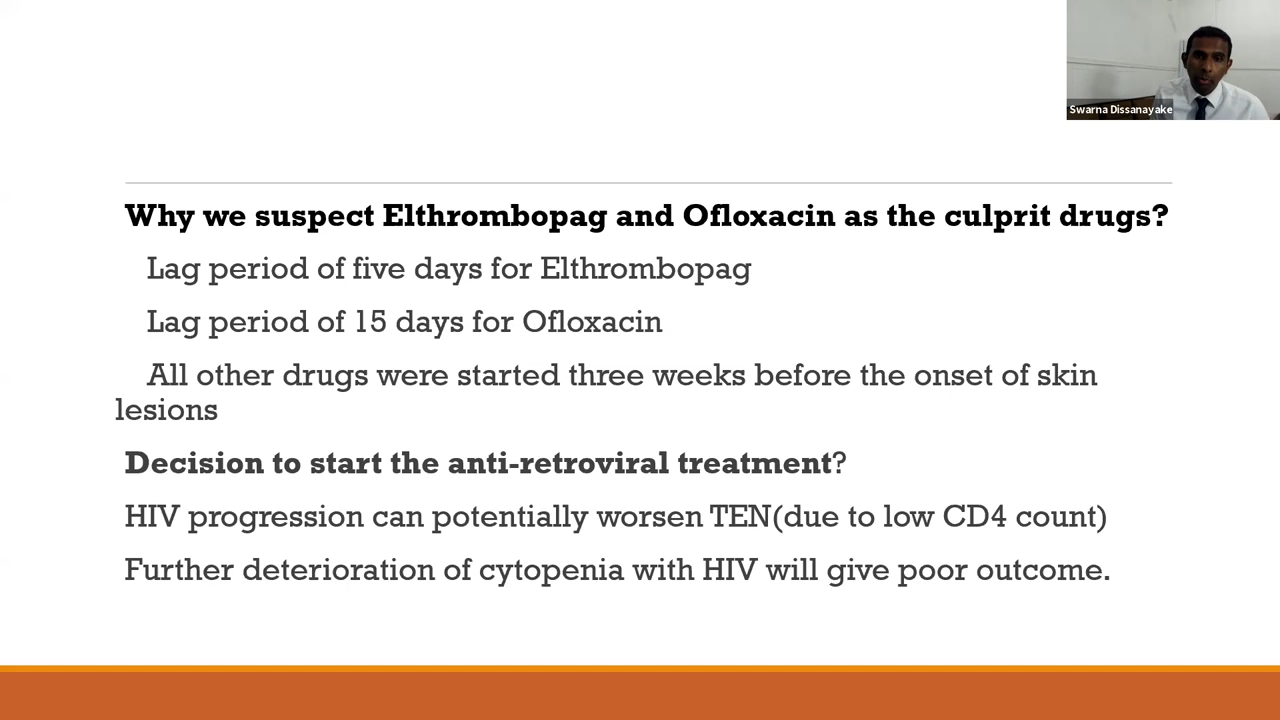 Swarna Dissanayake
Why we suspect Elthrombopag and Ofloxacin as the culprit drugs?
Lag period of five days for Elthrombopag
Lag period of 15 days for Ofloxacin
All other drugs were started three weeks before the onset of skin
lesions
Decision to start the anti-retroviral treatment?
HIV progression can potentially worsen TEN(due to low CD4 count)
Further deterioration of cytopenia with HIV will give poor outcome.